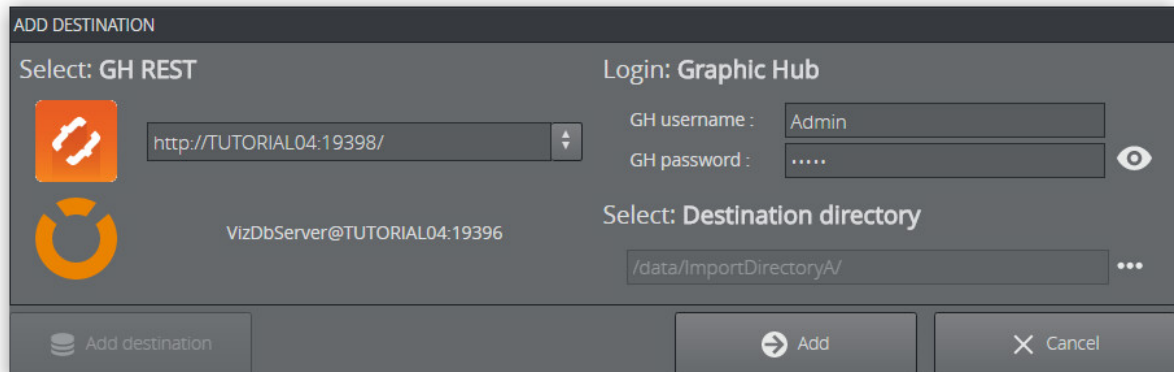 ADD DESTINATION
Select: GH REST
http://TUTORIAL04:19398/
VizDbServer@TUTORIAL04:19396
Login: Graphic Hub
GH username : Admin
GH password : •••••
Select: Destination directory
/data/ImportDirectoryA/
Add destination
Add
Cancel